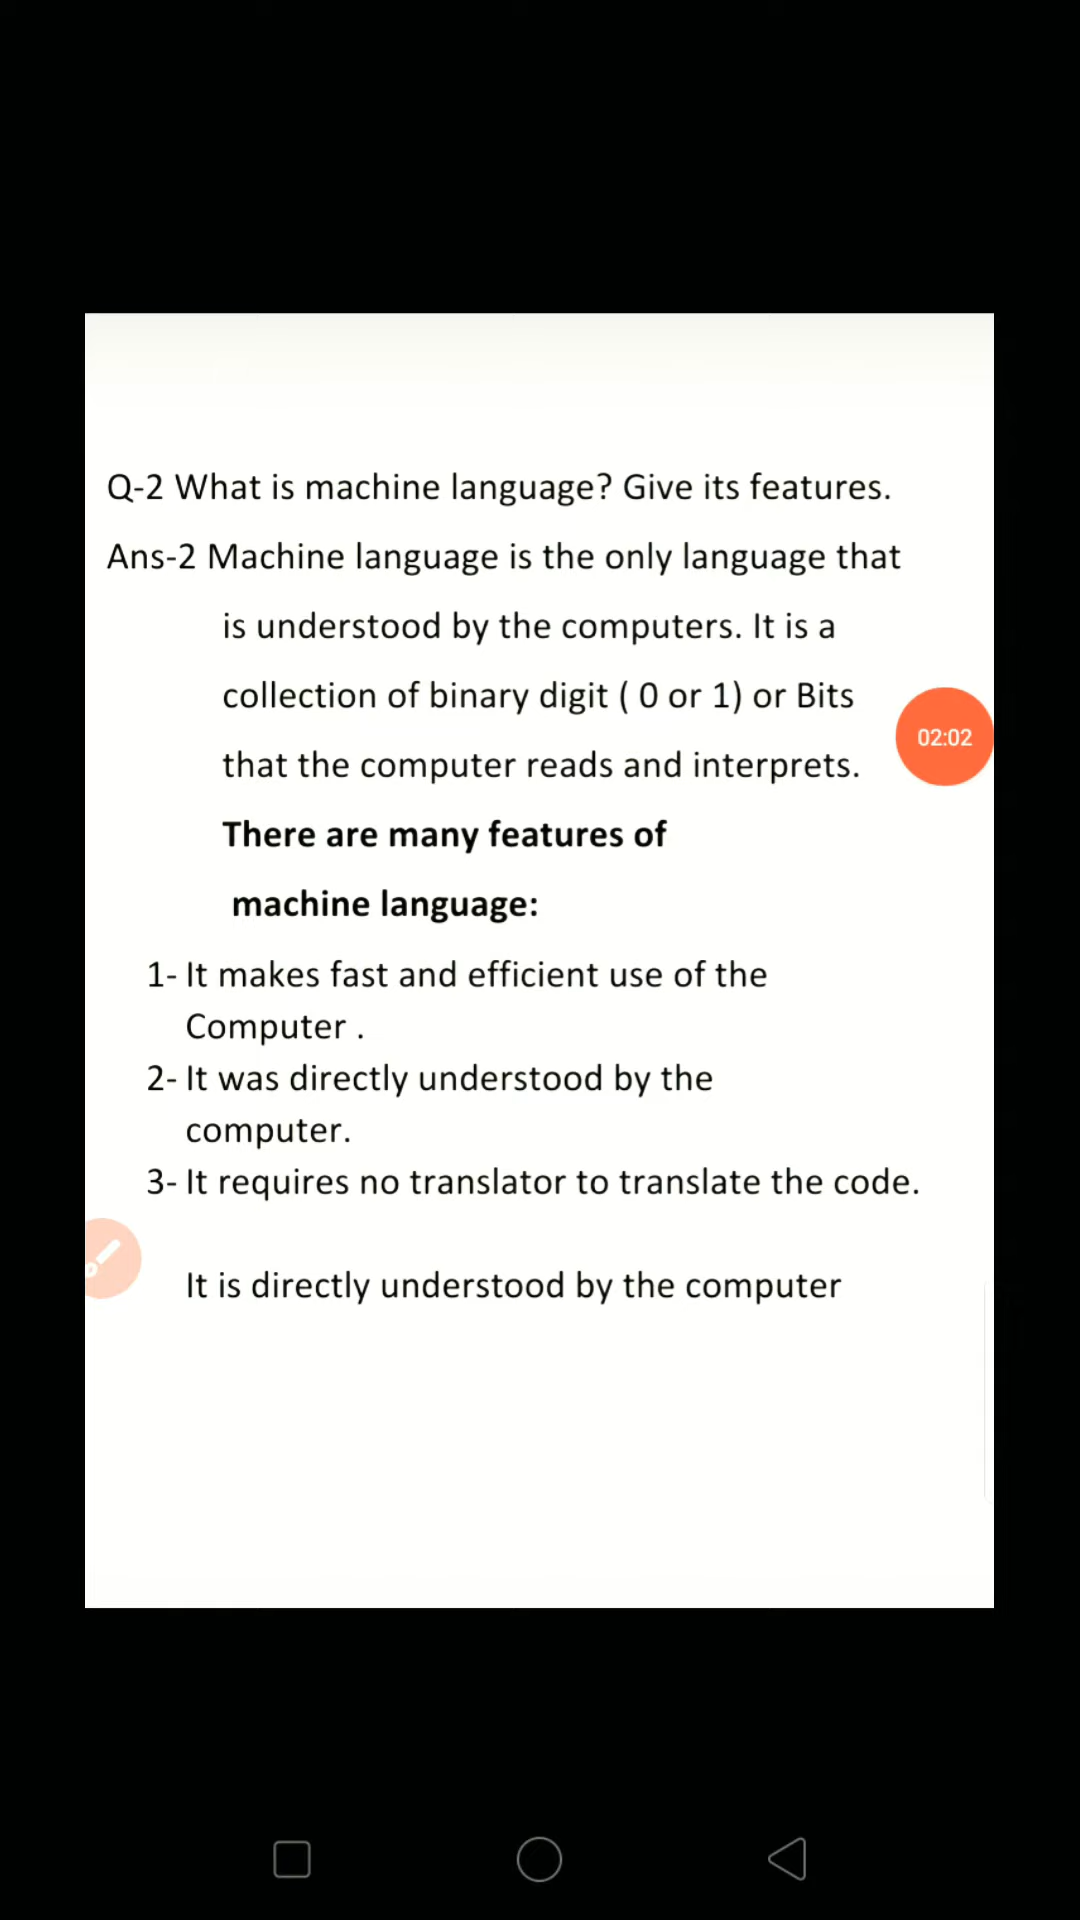 Q-2 What is machine language? Give its features.
Ans-2 Machine language is the only language that
is understood by the computers. It is a
collection of binary digit ( 0 or 1) or Bits
that the computer reads and interprets.
02:02
There are many features of
machine language:
1- It makes fast and efficient use of the
Computer .
2- It was directly understood by the
computer.
3- It requires no translator to translate the code.
It is directly understood by the computer